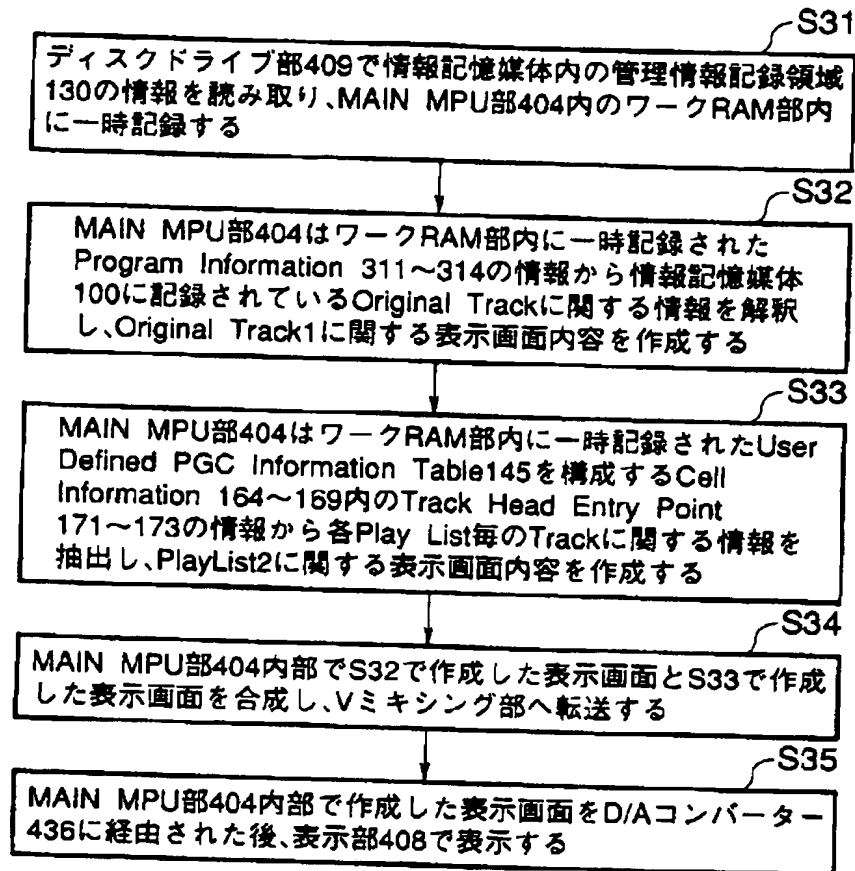 S31
ディスクドライブ部409で情報記憶媒体内の管理情報記録領域
130の情報を読み取り、MAIN MPU部404内のワークRAM部内
に一時記録する
S32
MAIN MPU部404はワークRAM部内に一時記録された
Program Information 311〜314の情報から情報記憶媒体
100に記録されているOriginal Trackに関する情報を解釈
し、Original Track1に関する表示画面内容を作成する
S33
MAIN MPU部404はワークRAM部内に一時記録されたUser
Defined PGC Information Table145を構成するCell
Information 164〜169内のTrack Head Entry Point
171〜173の情報から各Play List毎のTrackに関する情報を
抽出し、PlayList2に関する表示画面内容を作成する
S34
MAIN MPU部404内部でS32で作成した表示画面とS33で作成
した表示画面を合成し、Vミキシング部へ転送する
S35
MAIN MPU部404内部で作成した表示画面をD/Aコンバーター
436に経由された後、表示部408で表示する